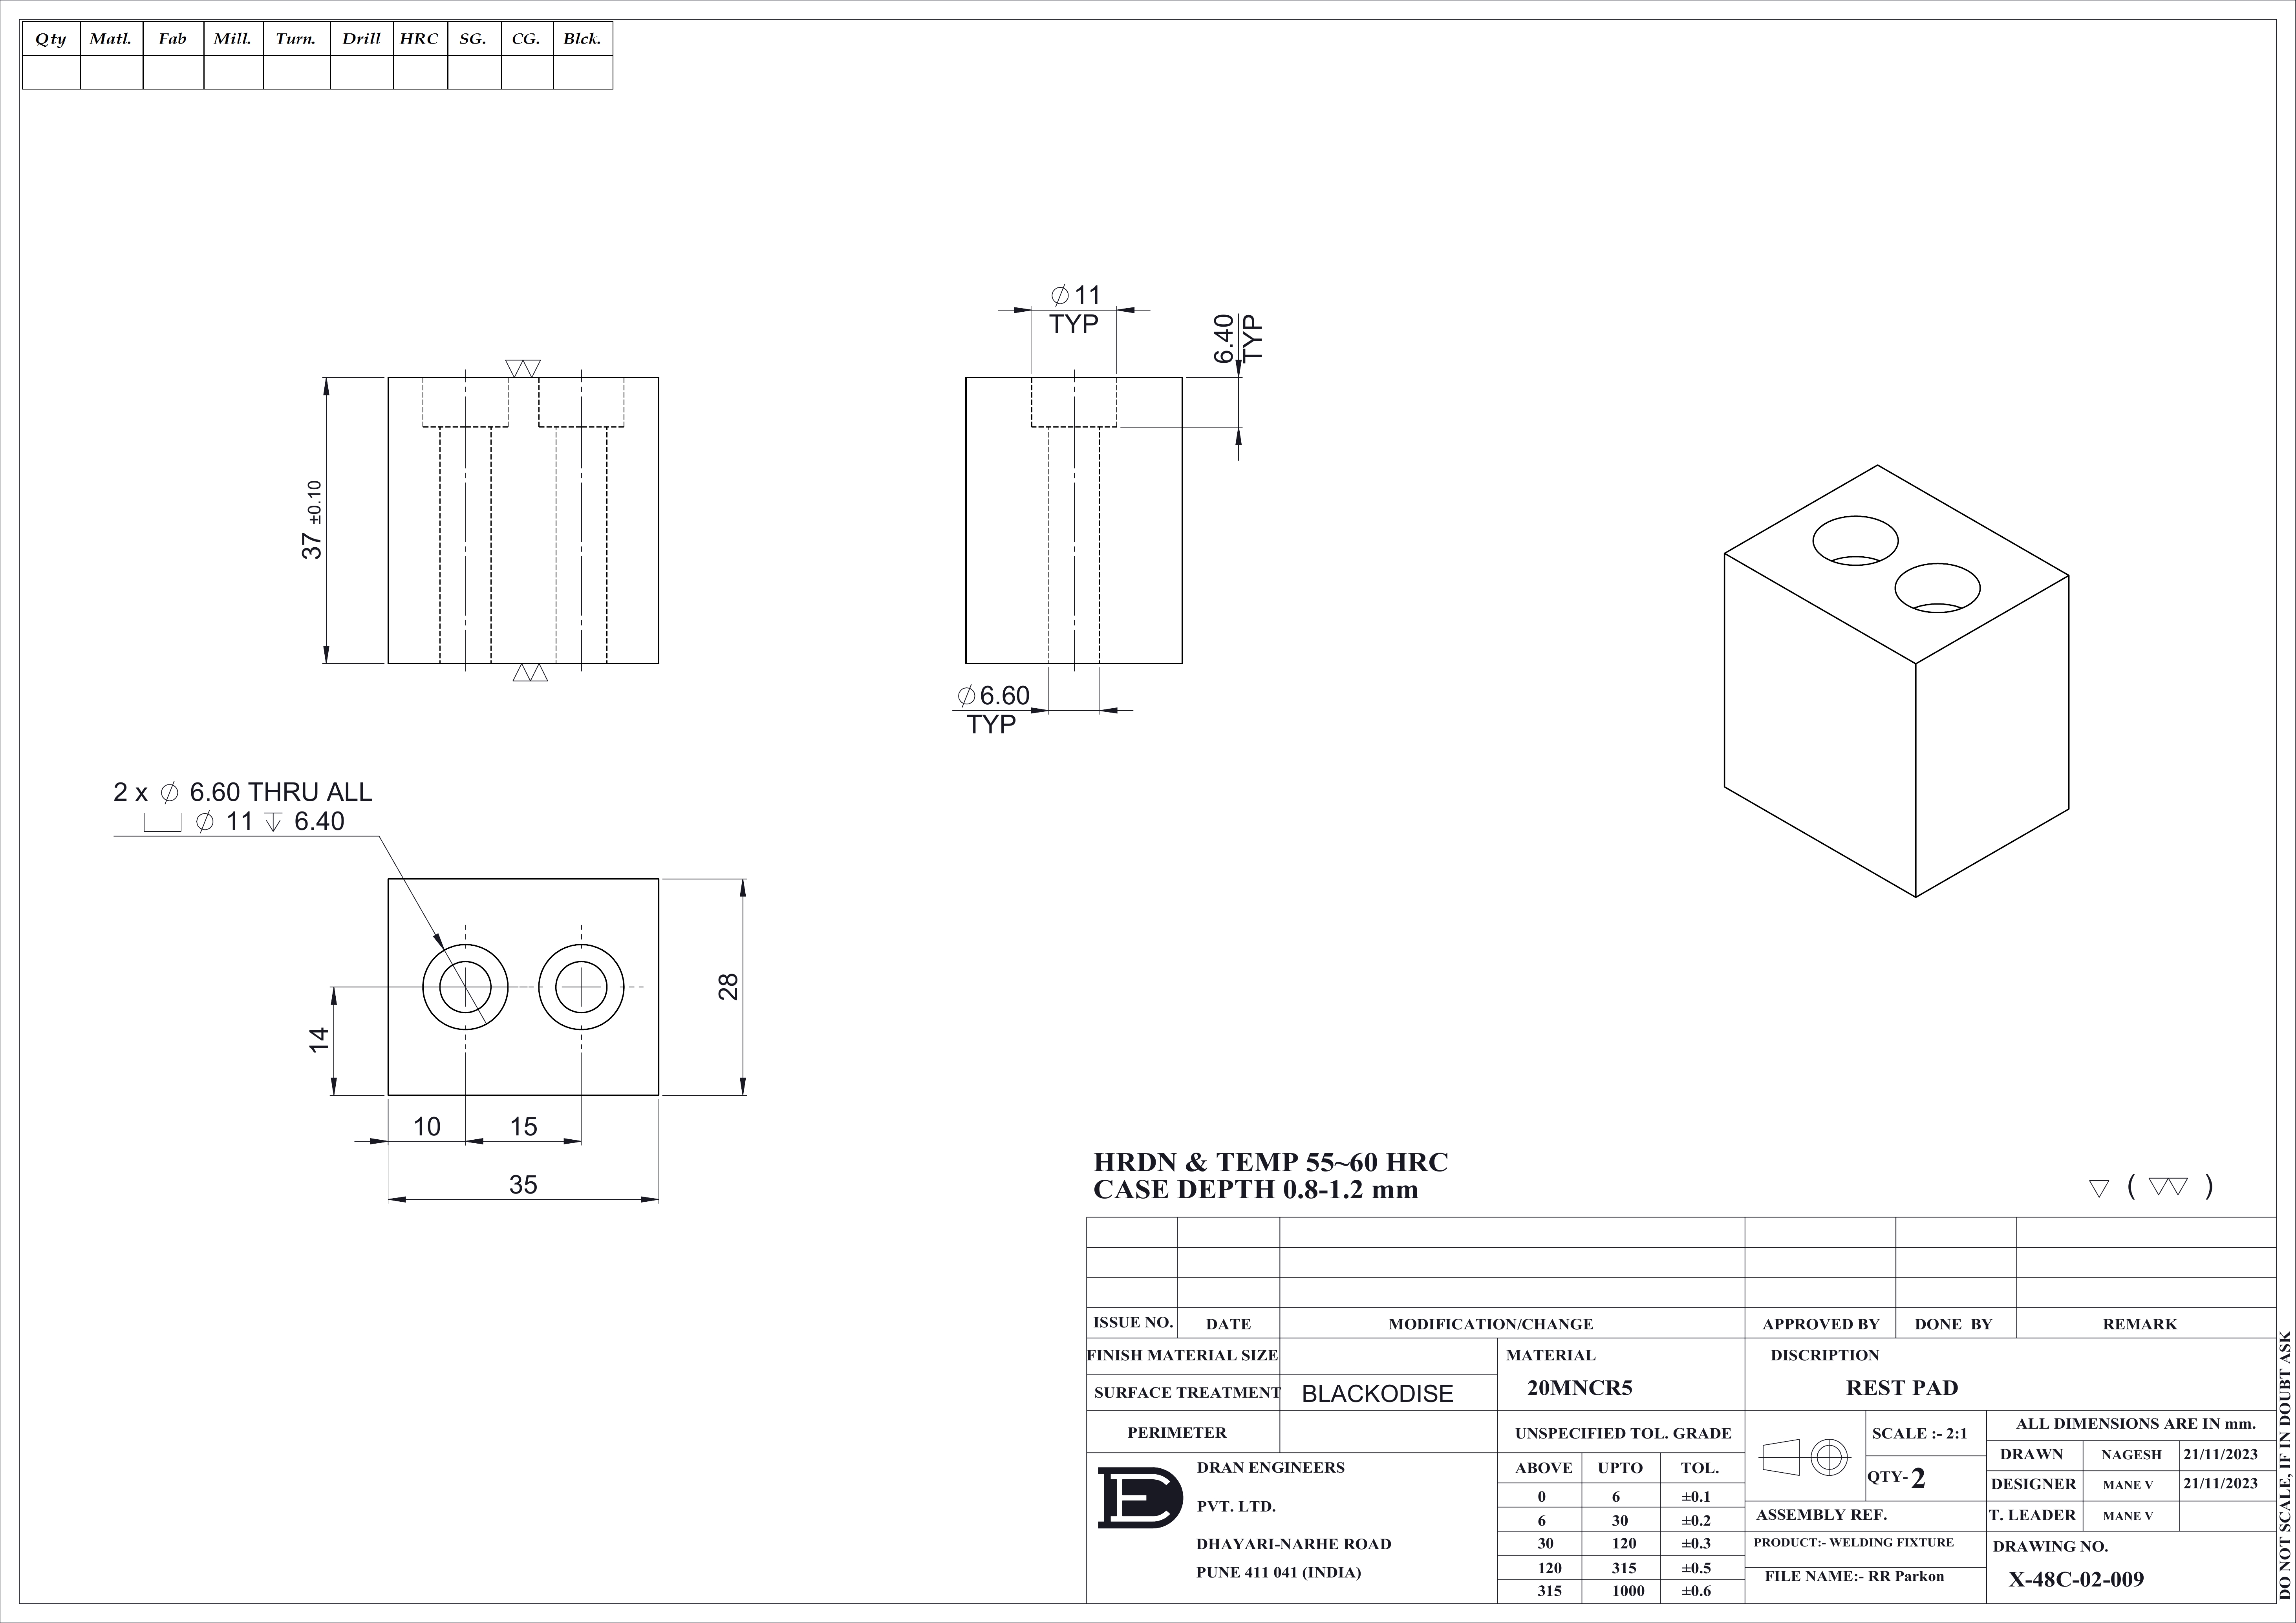 Qty Matl. Fab Mill. Turn. Drill HRC SG. CG. Blck.
⌀11
TYP
6.40
TYP
37 ±0.10
⌀6.60
TYP
2 x ⌀ 6.60 THRU ALL
⌴ ⌀ 11 ↧ 6.40
28
14
10 15
35
HRDN & TEMP 55~60 HRC
CASE DEPTH 0.8-1.2 mm
▽ ( ▽▽ )
ISSUE NO. DATE MODIFICATION/CHANGE APPROVED BY DONE BY REMARK
FINISH MATERIAL SIZE
SURFACE TREATMENT BLACKODISE
PERIMETER
MATERIAL
20MNCR5
DISCRIPTION
REST PAD
UNSPECIFIED TOL. GRADE
ABOVE UPTO TOL.
0 6 ±0.1
6 30 ±0.2
30 120 ±0.3
120 315 ±0.5
315 1000 ±0.6
DE
DRAN ENGINEERS
PVT. LTD.
DHAYARI-NARHE ROAD
PUNE 411 041 (INDIA)
SCALE :- 2:1
QTY- 2
ASSEMBLY REF.
PRODUCT:- WELDING FIXTURE
FILE NAME:- RR Parkon
ALL DIMENSIONS ARE IN mm.
DRAWN NAGESH 21/11/2023
DESIGNER MANE V 21/11/2023
T. LEADER MANE V
DRAWING NO.
X-48C-02-009
DO NOT SCALE, IF IN DOUBT ASK